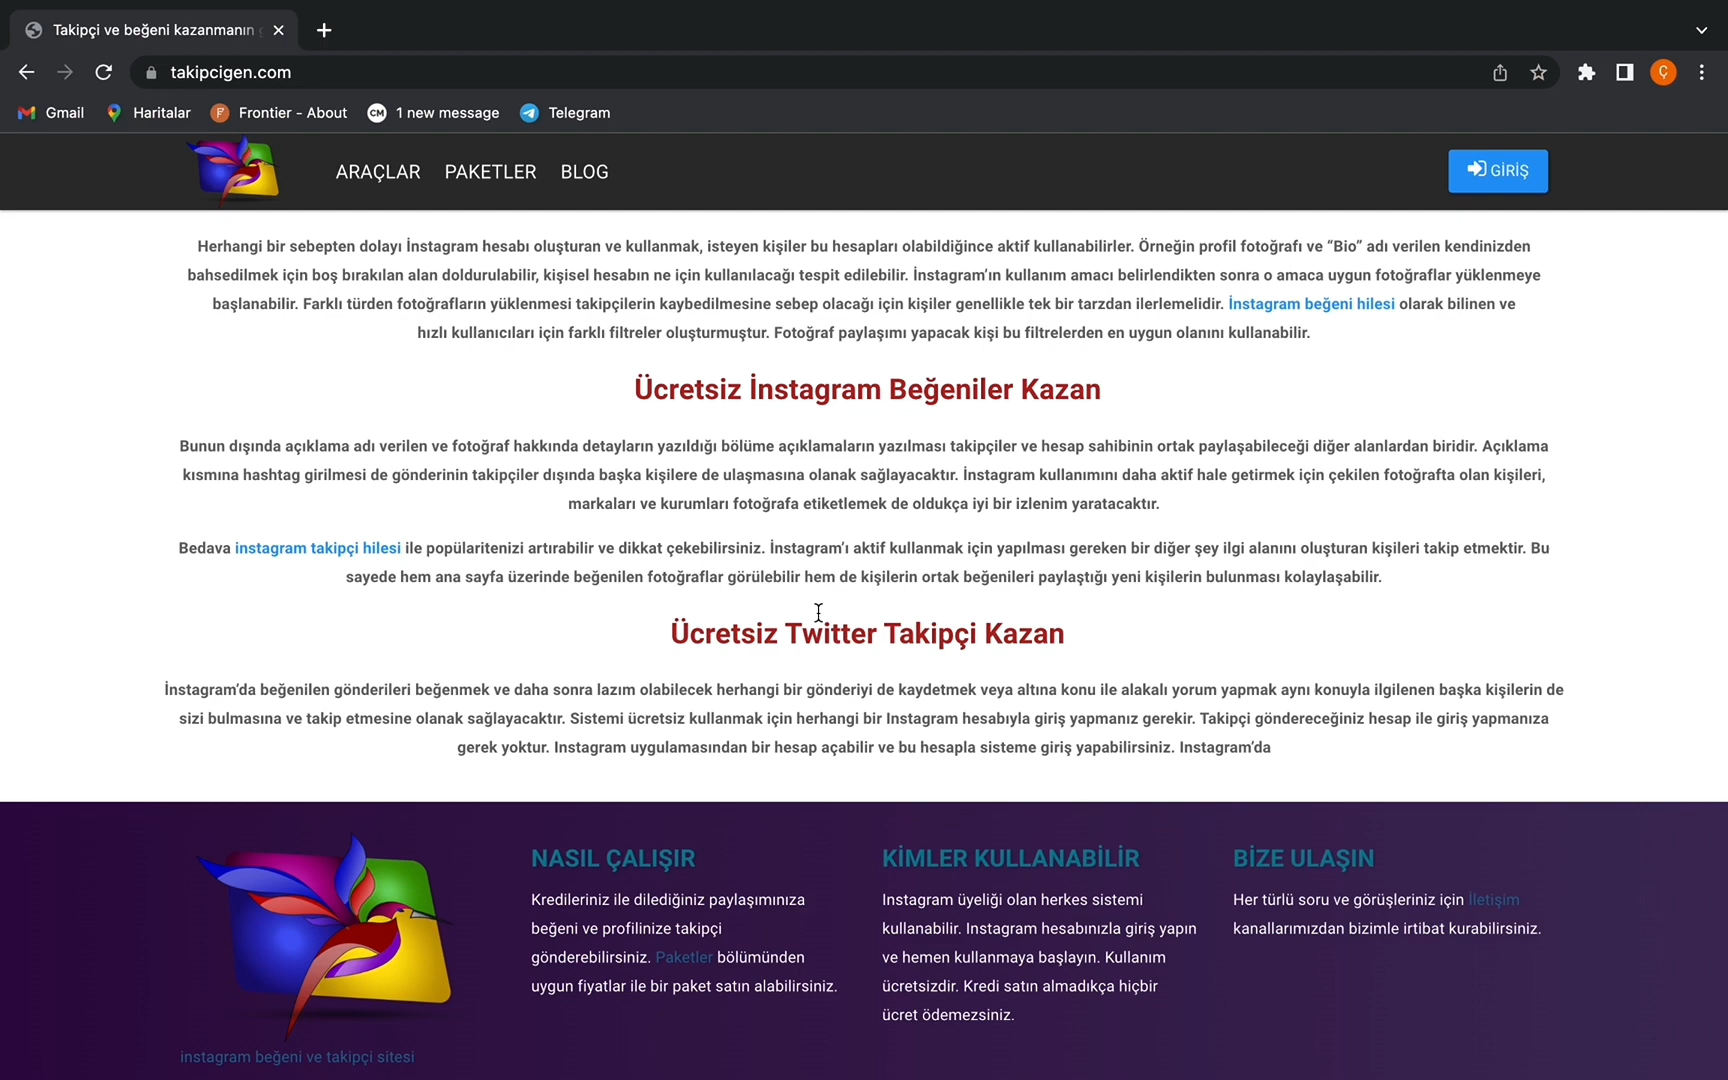 Takipçi ve beğeni kazanmanın
takipcigen.com
Ç
Gmail
Haritalar
F
Frontier - About
CM
1 new message
Telegram
ARAÇLAR
PAKETLER
BLOG
GİRİŞ
Herhangi bir sebepten dolayı İnstagram hesabı oluşturan ve kullanmak, isteyen kişiler bu hesapları olabildiğince aktif kullanabilirler. Örneğin profil fotoğrafı ve “Bio” adı verilen kendinizden
bahsedilmek için boş bırakılan alan doldurulabilir, kişisel hesabın ne için kullanılacağı tespit edilebilir. İnstagram’ın kullanım amacı belirlendikten sonra o amaca uygun fotoğraflar yüklenmeye
başlanabilir. Farklı türden fotoğrafların yüklenmesi takipçilerin kaybedilmesine sebep olacağı için kişiler genellikle tek bir tarzdan ilerlemelidir. İnstagram beğeni hilesi olarak bilinen ve
hızlı kullanıcıları için farklı filtreler oluşturmuştur. Fotoğraf paylaşımı yapacak kişi bu filtrelerden en uygun olanını kullanabilir.
Ücretsiz İnstagram Beğeniler Kazan
Bunun dışında açıklama adı verilen ve fotoğraf hakkında detayların yazıldığı bölüme açıklamaların yazılması takipçiler ve hesap sahibinin ortak paylaşabileceği diğer alanlardan biridir. Açıklama
kısmına hashtag girilmesi de gönderinin takipçiler dışında başka kişilere de ulaşmasına olanak sağlayacaktır. İnstagram kullanımını daha aktif hale getirmek için çekilen fotoğrafta olan kişileri,
markaları ve kurumları fotoğrafa etiketlemek de oldukça iyi bir izlenim yaratacaktır.
Bedava instagram takipçi hilesi ile popülaritenizi artırabilir ve dikkat çekebilirsiniz. İnstagram’ı aktif kullanmak için yapılması gereken bir diğer şey ilgi alanını oluşturan kişileri takip etmektir. Bu
sayede hem ana sayfa üzerinde beğenilen fotoğraflar görülebilir hem de kişilerin ortak beğenileri paylaştığı yeni kişilerin bulunması kolaylaşabilir.
Ücretsiz Twitter Takipçi Kazan
İnstagram’da beğenilen gönderileri beğenmek ve daha sonra lazım olabilecek herhangi bir gönderiyi de kaydetmek veya altına konu ile alakalı yorum yapmak aynı konuyla ilgilenen başka kişilerin de
sizi bulmasına ve takip etmesine olanak sağlayacaktır. Sistemi ücretsiz kullanmak için herhangi bir Instagram hesabıyla giriş yapmanız gerekir. Takipçi göndereceğiniz hesap ile giriş yapmanıza
gerek yoktur. Instagram uygulamasından bir hesap açabilir ve bu hesapla sisteme giriş yapabilirsiniz. Instagram’da
instagram beğeni ve takipçi sitesi
NASIL ÇALIŞIR
Kredileriniz ile dilediğiniz paylaşımınıza
beğeni ve profilinize takipçi
gönderebilirsiniz. Paketler bölümünden
uygun fiyatlar ile bir paket satın alabilirsiniz.
KİMLER KULLANABİLİR
Instagram üyeliği olan herkes sistemi
kullanabilir. Instagram hesabınızla giriş yapın
ve hemen kullanmaya başlayın. Kullanım
ücretsizdir. Kredi satın almadıkça hiçbir
ücret ödemezsiniz.
BİZE ULAŞIN
Her türlü soru ve görüşleriniz için İletişim
kanallarımızdan bizimle irtibat kurabilirsiniz.